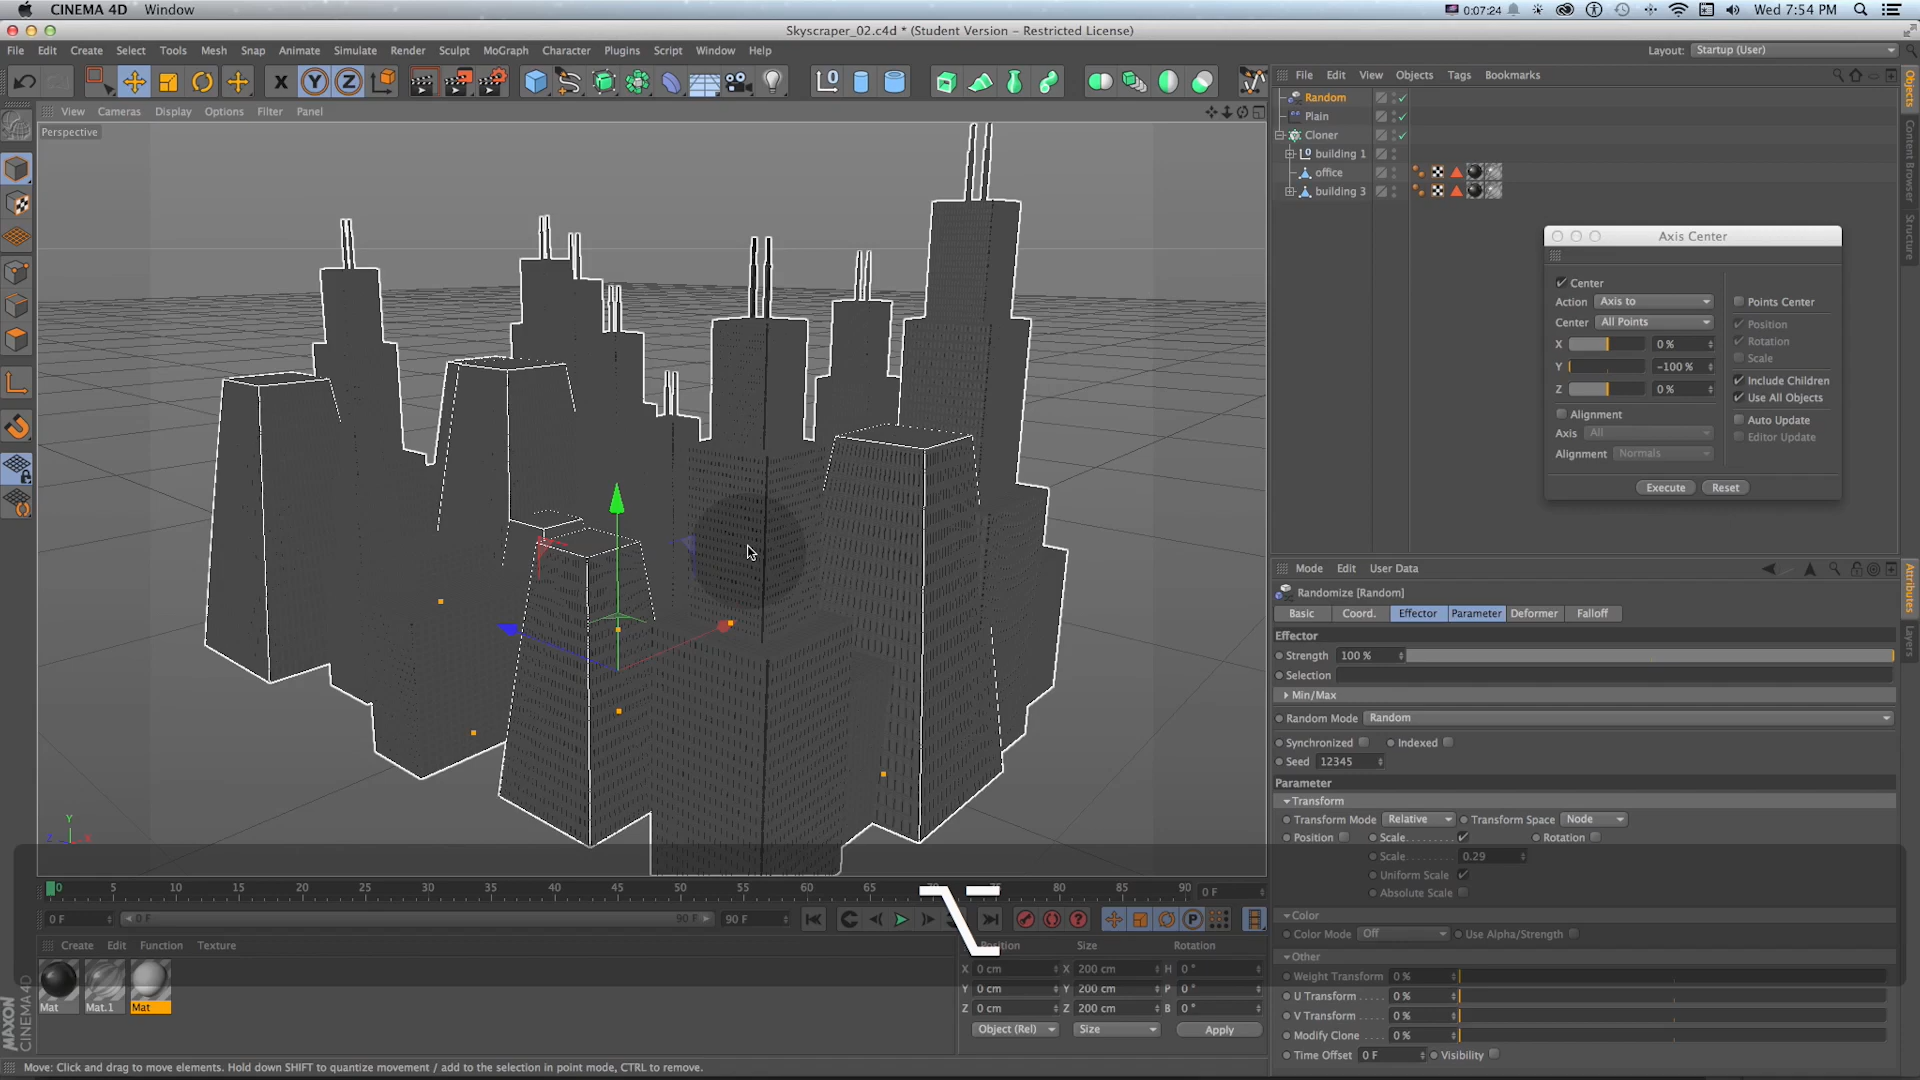 CINEMA 4D Window 0:07:24 Wed 7:54 PM
Skyscraper_02.c4d * (Student Version – Restricted License)
File Edit Create Select Tools Mesh Snap Animate Simulate Render Sculpt MoGraph Character Plugins Script Window Help Layout: Startup (User)
X Y Z
File Edit View Objects Tags Bookmarks
View Cameras Display Options Filter Panel
Perspective
Random
Plain
Cloner
building 1
office
building 3
Objects
Content Browser
Structure
Axis Center
Center
Action Axis to Points Center
Center All Points Position
X 0 % Rotation
Scale
Y -100 %
Include Children
Z 0 % Use All Objects
Alignment Auto Update
Axis All Editor Update
Alignment Normals
Execute Reset
Mode Edit User Data
Randomize [Random]
Basic Coord. Effector Parameter Deformer Falloff
Attributes
Layers
Effector
Strength 100 %
Selection
Min/Max
Random Mode Random
Synchronized Indexed
Seed 12345
Parameter
Transform
Transform Mode Relative Transform Space Node
Position Scale Rotation
Scale 0.29
Uniform Scale
Absolute Scale
Color
Color Mode Off Use Alpha/Strength
Other
Weight Transform 0 %
U Transform 0 %
V Transform 0 %
Modify Clone 0 %
Time Offset 0 F Visibility
Y
Z X
0 5 10 15 20 25 30 35 40 45 50 55 60 65 70 75 80 85 90 0 F
0 F 0 F 90 F 90 F
P
Create Edit Function Texture
Mat Mat.1 Mat
Position Size Rotation
X 0 cm X 200 cm H 0 °
Y 0 cm Y 200 cm P 0 °
Z 0 cm Z 200 cm B 0 °
Object (Rel) Size Apply
MAXON CINEMA4D
Move: Click and drag to move elements. Hold down SHIFT to quantize movement / add to the selection in point mode, CTRL to remove.